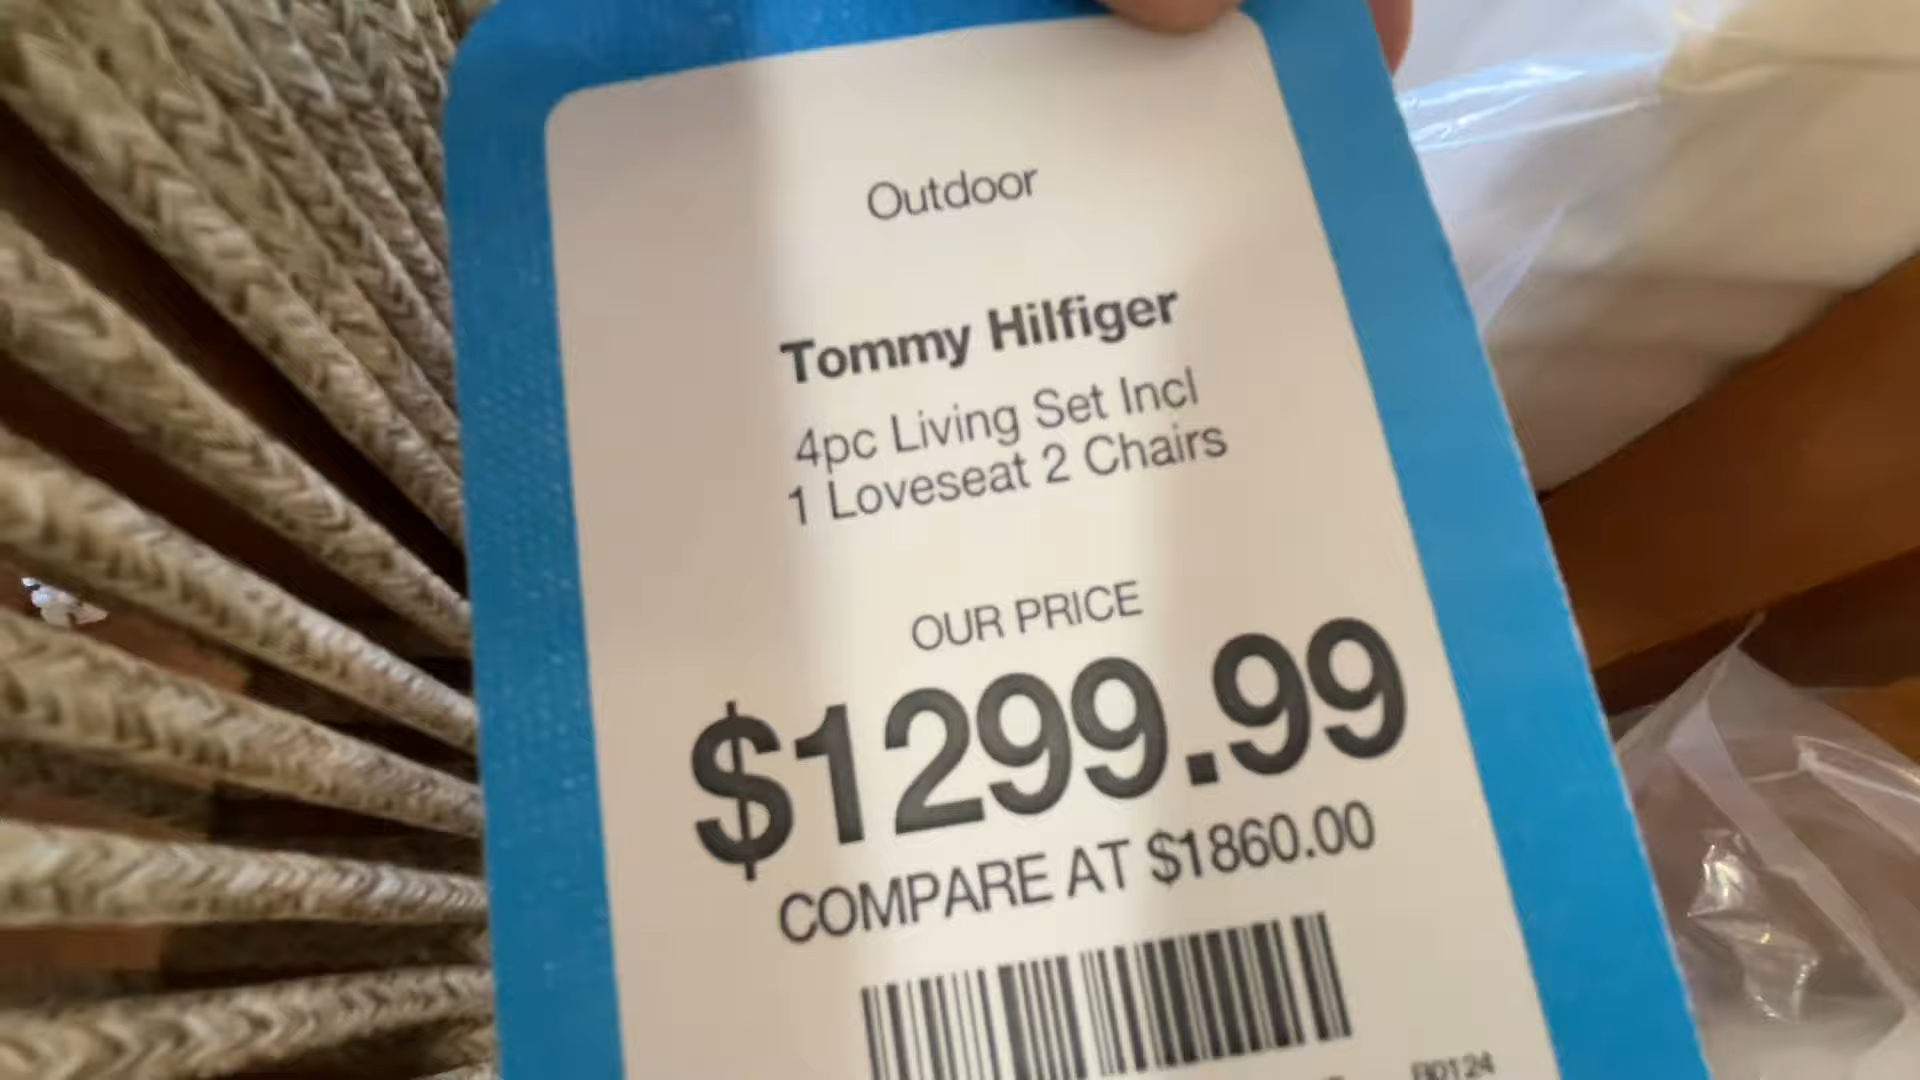 Outdoor
Tommy Hilfiger
4pc Living Set Incl
1 Loveseat 2 Chairs
OUR PRICE
$1299.99
COMPARE AT $1860.00